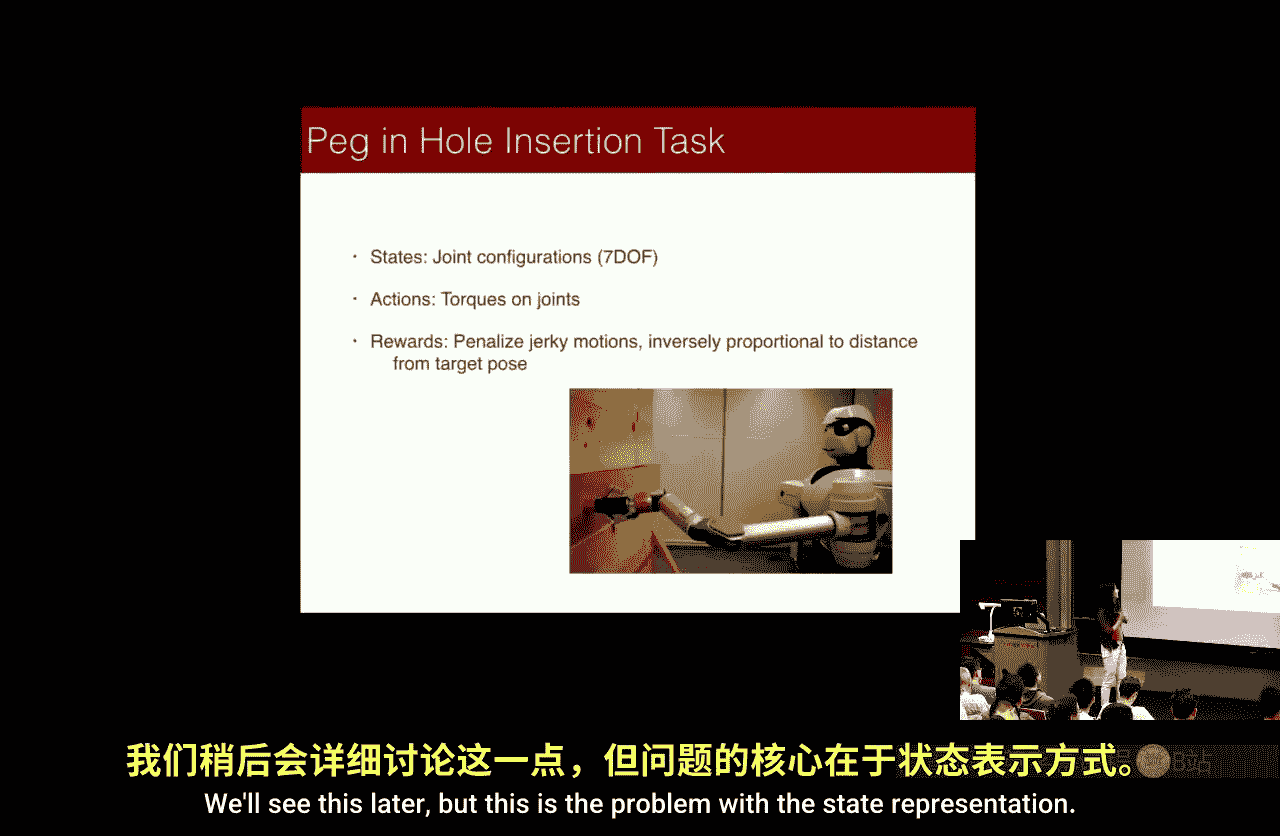 Peg in Hole Insertion Task
· States: Joint configurations (7DOF)
· Actions: Torques on joints
· Rewards: Penalize jerky motions, inversely proportional to distance
from target pose
我们稍后会详细讨论这一点，但问题的核心在于状态表示方式。
B站
We'll see this later, but this is the problem with the state representation.